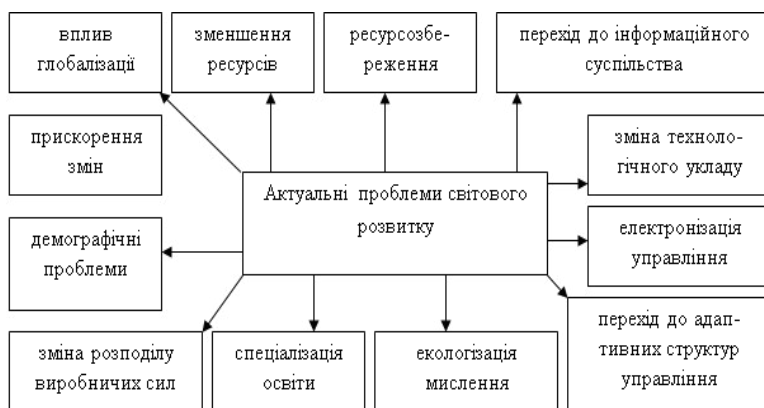 вплив
глобалізації
зменшення
ресурсів
ресурсозбе-
реження
перехід до інформаційного
суспільства
прискорення
змін
зміна техноло-
гічного укладу
Актуальні проблеми світового
розвитку
демографічні
проблеми
електронізація
управління
зміна розподілу
виробничих сил
спеціалізація
освіти
екологізація
мислення
перехід до адап-
тивних структур
управління